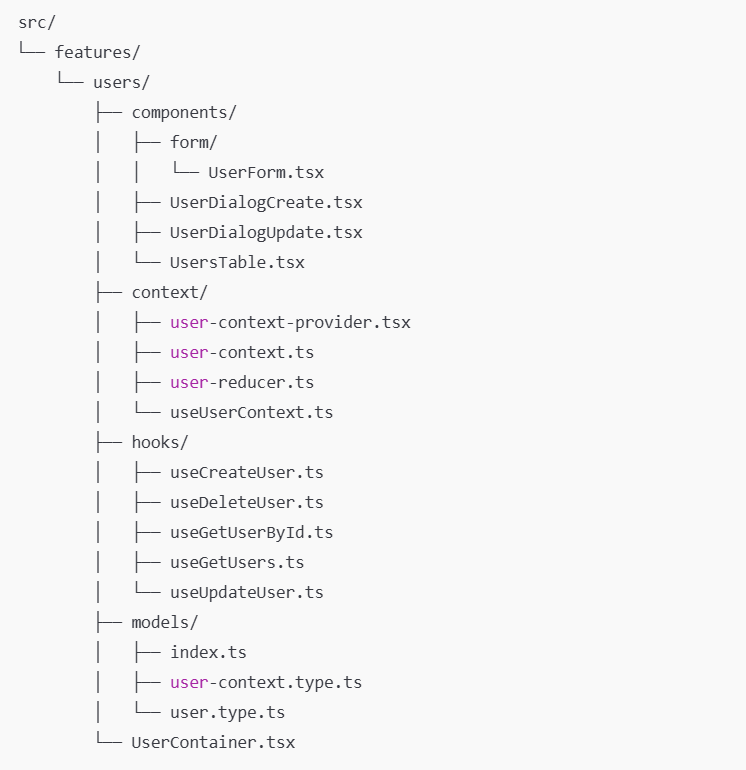 src/
└── features/
    └── users/
        ├── components/
        │   ├── form/
        │   │   └── UserForm.tsx
        │   ├── UserDialogCreate.tsx
        │   ├── UserDialogUpdate.tsx
        │   └── UsersTable.tsx
        ├── context/
        │   ├── user-context-provider.tsx
        │   ├── user-context.ts
        │   ├── user-reducer.ts
        │   └── useUserContext.ts
        ├── hooks/
        │   ├── useCreateUser.ts
        │   ├── useDeleteUser.ts
        │   ├── useGetUserById.ts
        │   ├── useGetUsers.ts
        │   └── useUpdateUser.ts
        ├── models/
        │   ├── index.ts
        │   ├── user-context.type.ts
        │   └── user.type.ts
        └── UserContainer.tsx